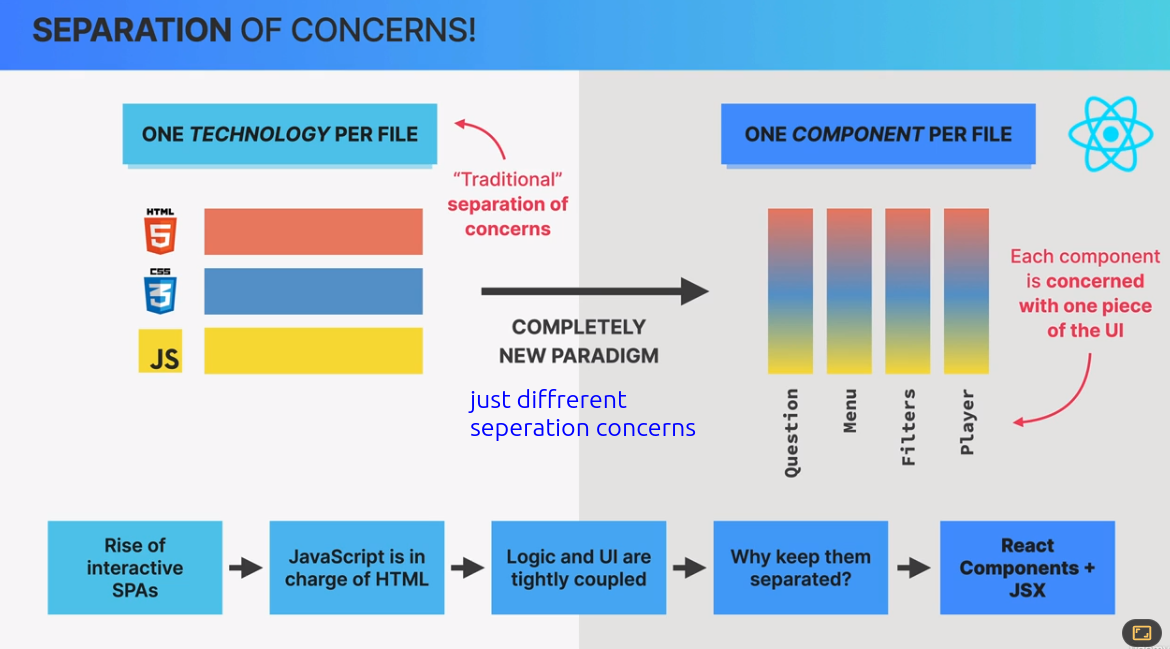 SEPARATION OF CONCERNS!
ONE TECHNOLOGY PER FILE
“Traditional”
separation of
concerns
HTML
5
CSS
3
JS
COMPLETELY
NEW PARADIGM
just diffrent
seperation concerns
ONE COMPONENT PER FILE
Each component
is concerned
with one piece
of the UI
Question
Menu
Filters
Player
Rise of
interactive
SPAs
JavaScript is in
charge of HTML
Logic and UI are
tightly coupled
Why keep them
separated?
React
Components +
JSX